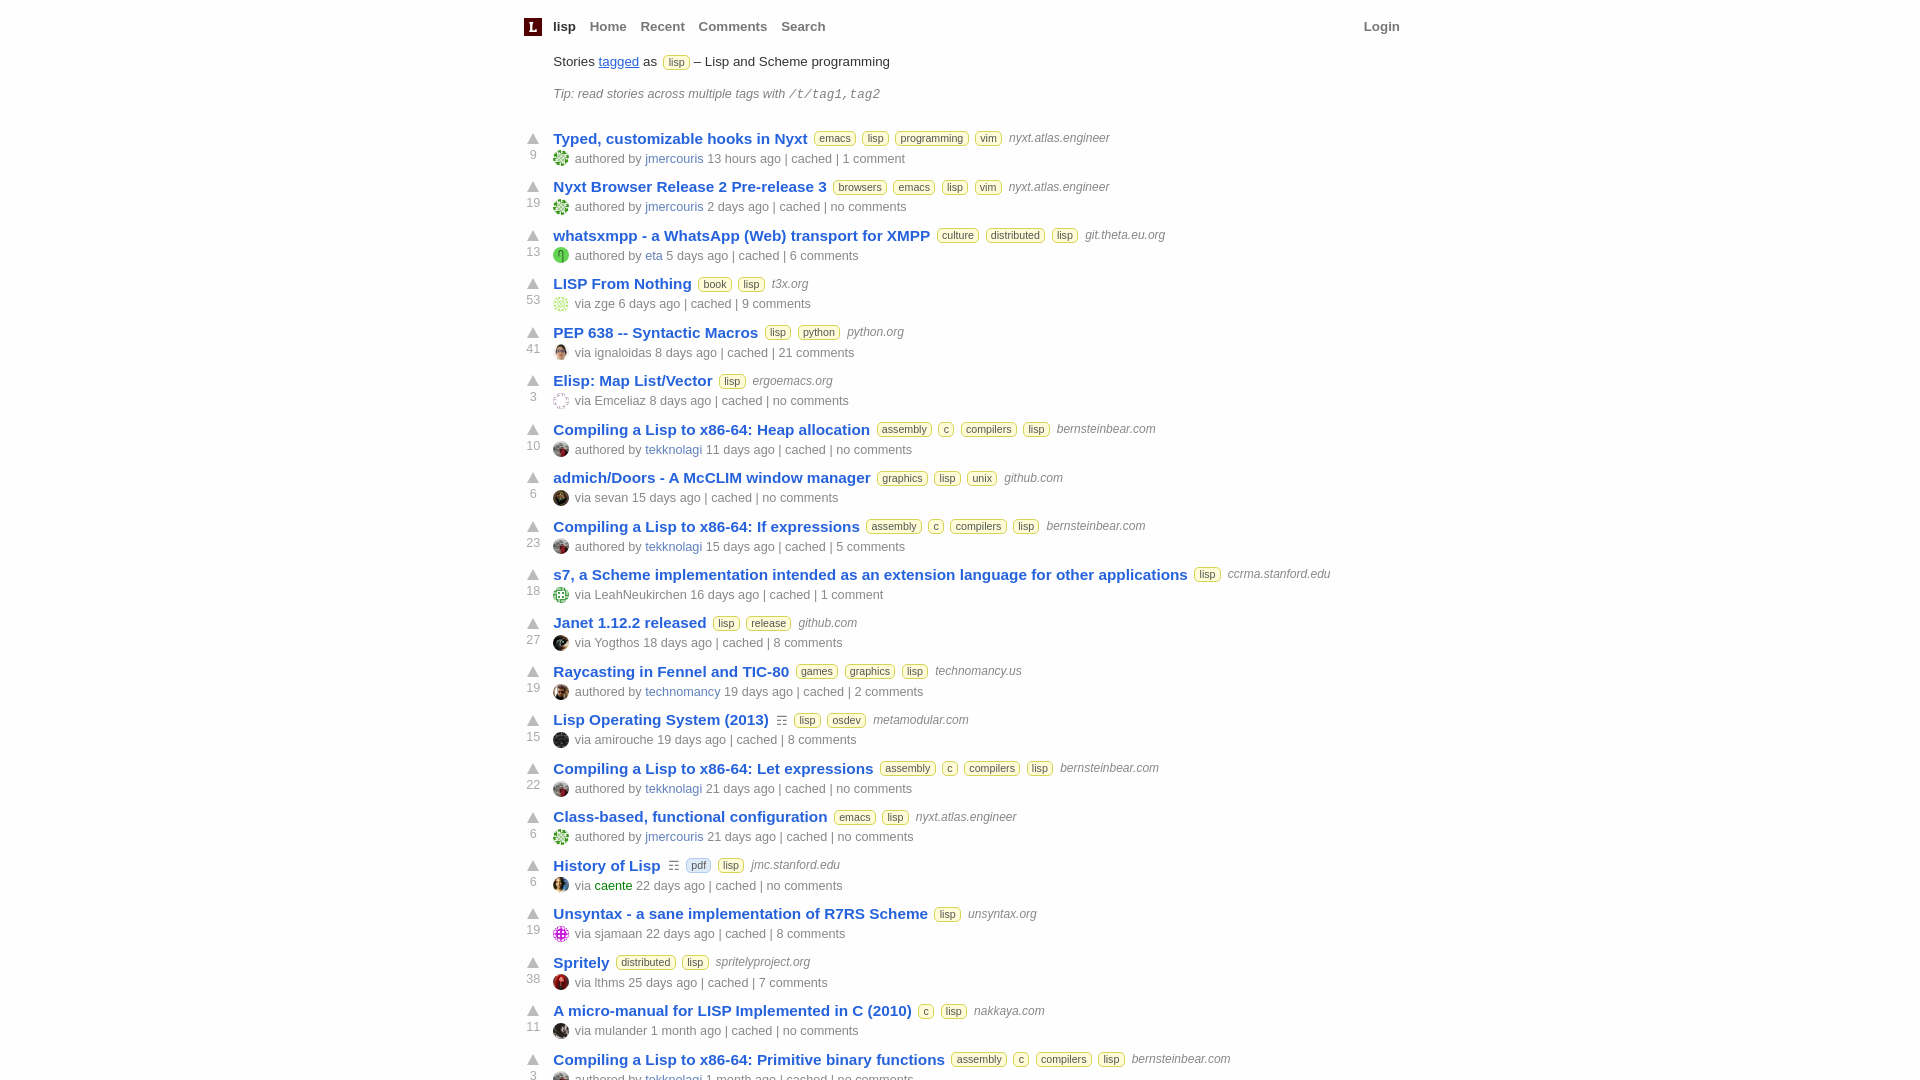 L lisp Home Recent Comments Search Login
Stories tagged as lisp – Lisp and Scheme programming
Tip: read stories across multiple tags with /t/tag1,tag2
Typed, customizable hooks in Nyxt emacs lisp programming vim nyxt.atlas.engineer
9 authored by jmercouris 13 hours ago | cached | 1 comment
Nyxt Browser Release 2 Pre-release 3 browsers emacs lisp vim nyxt.atlas.engineer
19 authored by jmercouris 2 days ago | cached | no comments
whatsxmpp - a WhatsApp (Web) transport for XMPP culture distributed lisp git.theta.eu.org
13 authored by eta 5 days ago | cached | 6 comments
LISP From Nothing book lisp t3x.org
53 via zge 6 days ago | cached | 9 comments
PEP 638 -- Syntactic Macros lisp python python.org
41 via ignaloidas 8 days ago | cached | 21 comments
Elisp: Map List/Vector lisp ergoemacs.org
3 via Emceliaz 8 days ago | cached | no comments
Compiling a Lisp to x86-64: Heap allocation assembly c compilers lisp bernsteinbear.com
10 authored by tekknolagi 11 days ago | cached | no comments
admich/Doors - A McCLIM window manager graphics lisp unix github.com
6 via sevan 15 days ago | cached | no comments
Compiling a Lisp to x86-64: If expressions assembly c compilers lisp bernsteinbear.com
23 authored by tekknolagi 15 days ago | cached | 5 comments
s7, a Scheme implementation intended as an extension language for other applications lisp ccrma.stanford.edu
18 via LeahNeukirchen 16 days ago | cached | 1 comment
Janet 1.12.2 released lisp release github.com
27 via Yogthos 18 days ago | cached | 8 comments
Raycasting in Fennel and TIC-80 games graphics lisp technomancy.us
19 authored by technomancy 19 days ago | cached | 2 comments
Lisp Operating System (2013) ☶ lisp osdev metamodular.com
15 via amirouche 19 days ago | cached | 8 comments
Compiling a Lisp to x86-64: Let expressions assembly c compilers lisp bernsteinbear.com
22 authored by tekknolagi 21 days ago | cached | no comments
Class-based, functional configuration emacs lisp nyxt.atlas.engineer
6 authored by jmercouris 21 days ago | cached | no comments
History of Lisp ☶ pdf lisp jmc.stanford.edu
6 via caente 22 days ago | cached | no comments
Unsyntax - a sane implementation of R7RS Scheme lisp unsyntax.org
19 via sjamaan 22 days ago | cached | 8 comments
Spritely distributed lisp spritelyproject.org
38 via lthms 25 days ago | cached | 7 comments
A micro-manual for LISP Implemented in C (2010) c lisp nakkaya.com
11 via mulander 1 month ago | cached | no comments
Compiling a Lisp to x86-64: Primitive binary functions assembly c compilers lisp bernsteinbear.com
3 authored by tekknolagi 1 month ago | cached | no comments